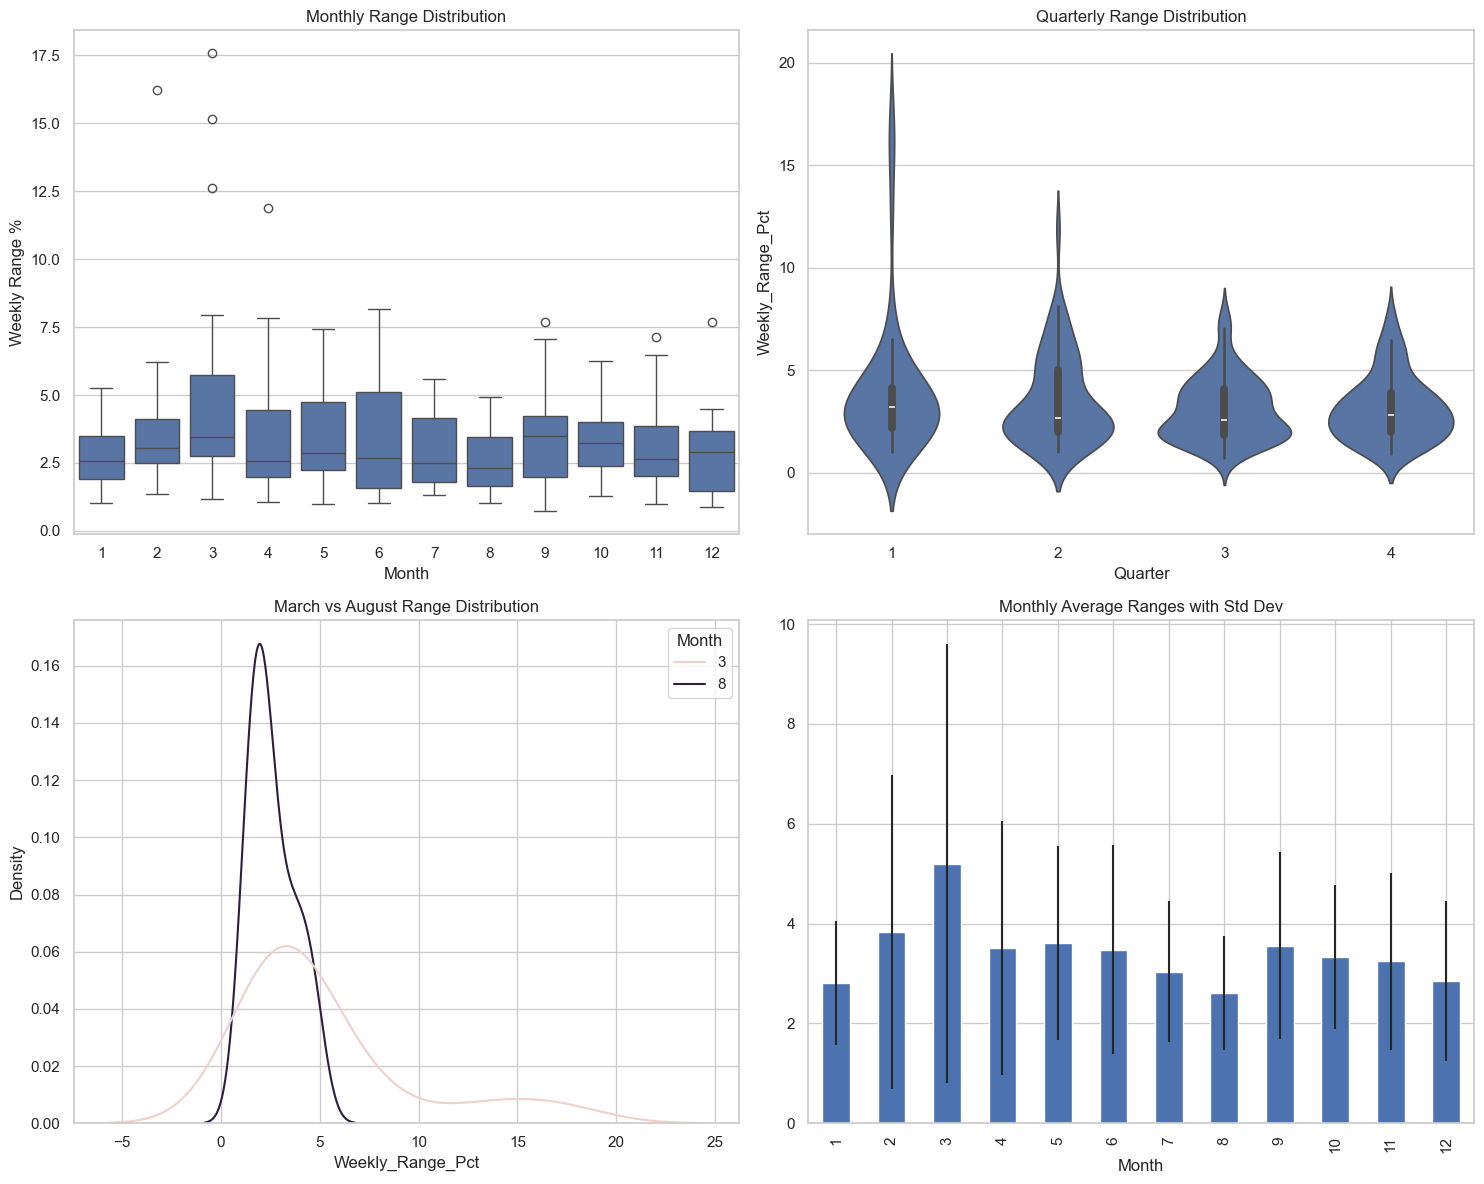 Monthly Range Distribution
Weekly Range %
17.5
15.0
12.5
10.0
7.5
5.0
2.5
0.0
1 2 3 4 5 6 7 8 9 10 11 12
Month
Quarterly Range Distribution
Weekly_Range_Pct
20
15
10
5
0
1 2 3 4
Quarter
March vs August Range Distribution
Month
3
8
Density
0.16
0.14
0.12
0.10
0.08
0.06
0.04
0.02
0.00
−5 0 5 10 15 20 25
Weekly_Range_Pct
Monthly Average Ranges with Std Dev
10
8
6
4
2
0
1 2 3 4 5 6 7 8 9 10 11 12
Month